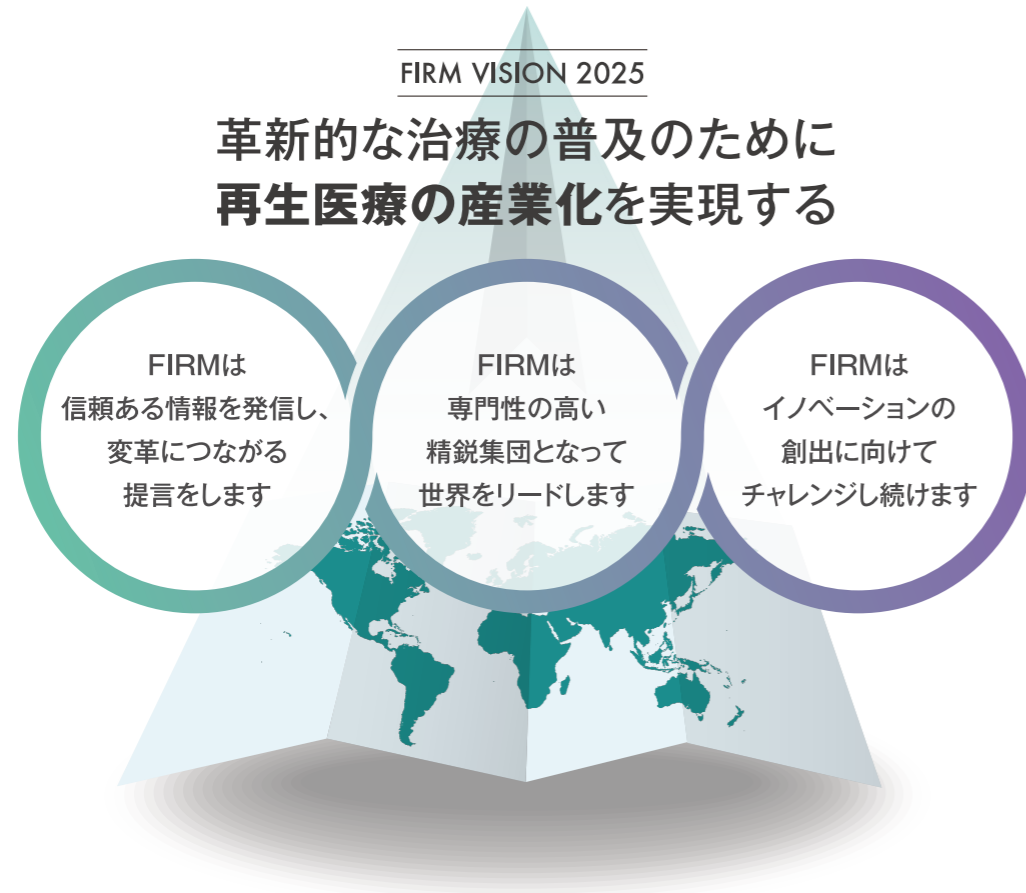 FIRM VISION 2025
革新的な治療の普及のために
再生医療の産業化を実現する
FIRMは
信頼ある情報を発信し、
変革につながる
提言をします
FIRMは
専門性の高い
精鋭集団となって
世界をリードします
FIRMは
イノベーションの
創出に向けて
チャレンジし続けます